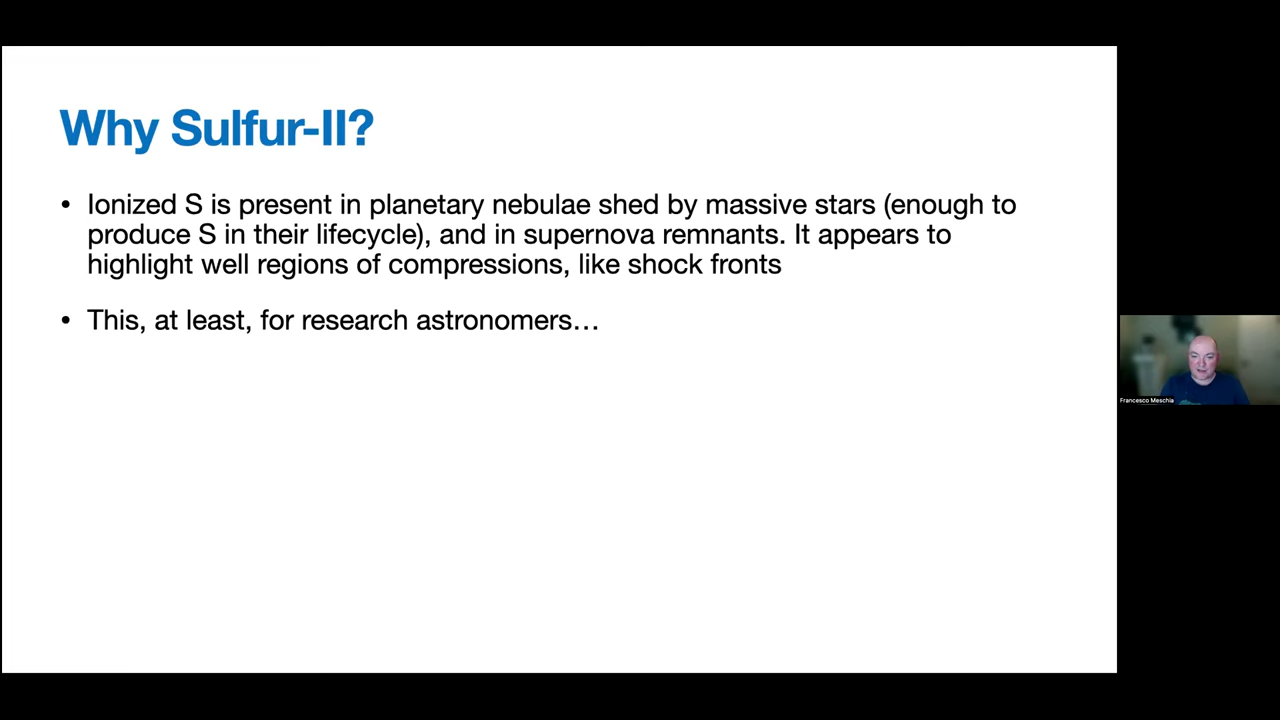 Why Sulfur-II?
• Ionized S is present in planetary nebulae shed by massive stars (enough to
produce S in their lifecycle), and in supernova remnants. It appears to
highlight well regions of compressions, like shock fronts
• This, at least, for research astronomers…
Francesco Meschia